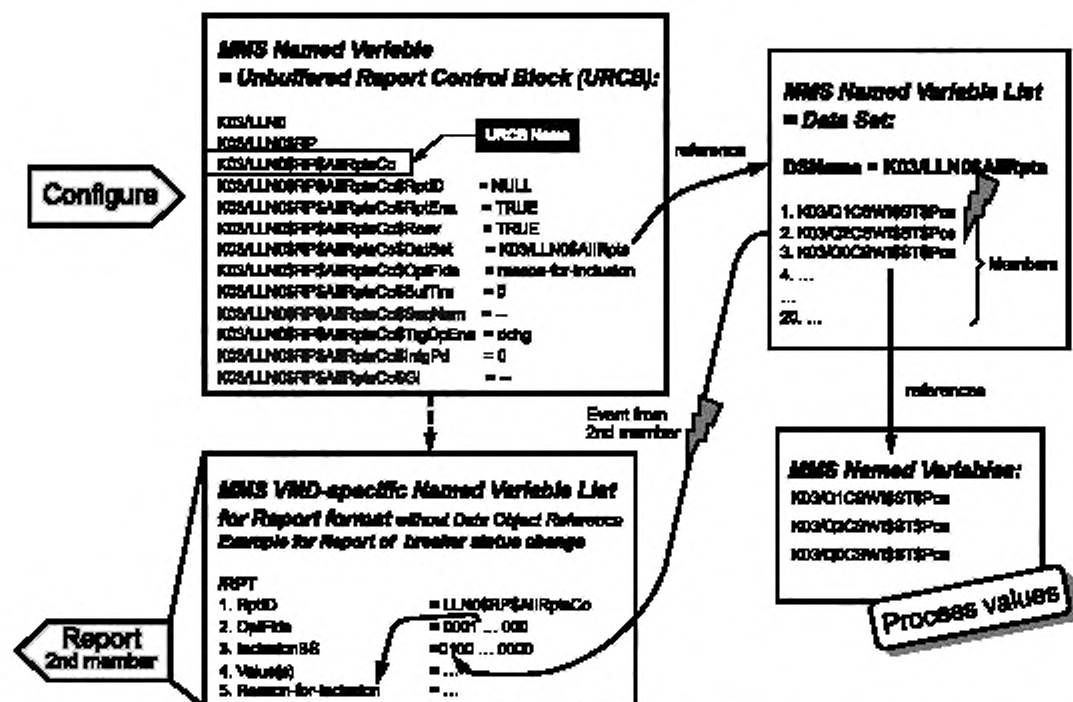 MMS Named Variable
= Unbuffered Report Control Block (URCB):
K03/LLN0
K03/LLN0$RP
K03/LLN0$RP$AllRptsCo
URCB Name
K03/LLN0$RP$AllRptsCo$RptID = NULL
K03/LLN0$RP$AllRptsCo$RptEna = TRUE
K03/LLN0$RP$AllRptsCo$Resv = TRUE
K03/LLN0$RP$AllRptsCo$DatSet = K03/LLN0$AllRpts
K03/LLN0$RP$AllRptsCo$OptFlds = reason-for-inclusion
K03/LLN0$RP$AllRptsCo$BufTim = 0
K03/LLN0$RP$AllRptsCo$SeqNum = --
K03/LLN0$RP$AllRptsCo$TrgOpEna = dchg
K03/LLN0$RP$AllRptsCo$IntgPd = 0
K03/LLN0$RP$AllRptsCo$GI = --
Configure
reference
MMS Named Variable List
= Data Set:
DSName = K03/LLN0$AllRpts
1. K03/Q1CSWI$ST$Pos
2. K03/Q2CSWI$ST$Pos
3. K03/Q0CSWI$ST$Pos
4. ...
...
20. ...
Members
references
Event from
2nd member
MMS Named Variables:
K03/Q1CSWI$ST$Pos
K03/Q2CSWI$ST$Pos
K03/Q0CSWI$ST$Pos
Process values
MMS VMD-specific Named Variable List
for Report format without Data Object Reference
Example for Report of breaker status change
/RPT
1. RptID = LLN0$RP$AllRptsCo
2. OptFlds = 0001 ... 000
3. InclusionBS =0100 ... 0000
4. Value(s) = ...
5. Reason-for-inclusion = ...
Report
2nd member